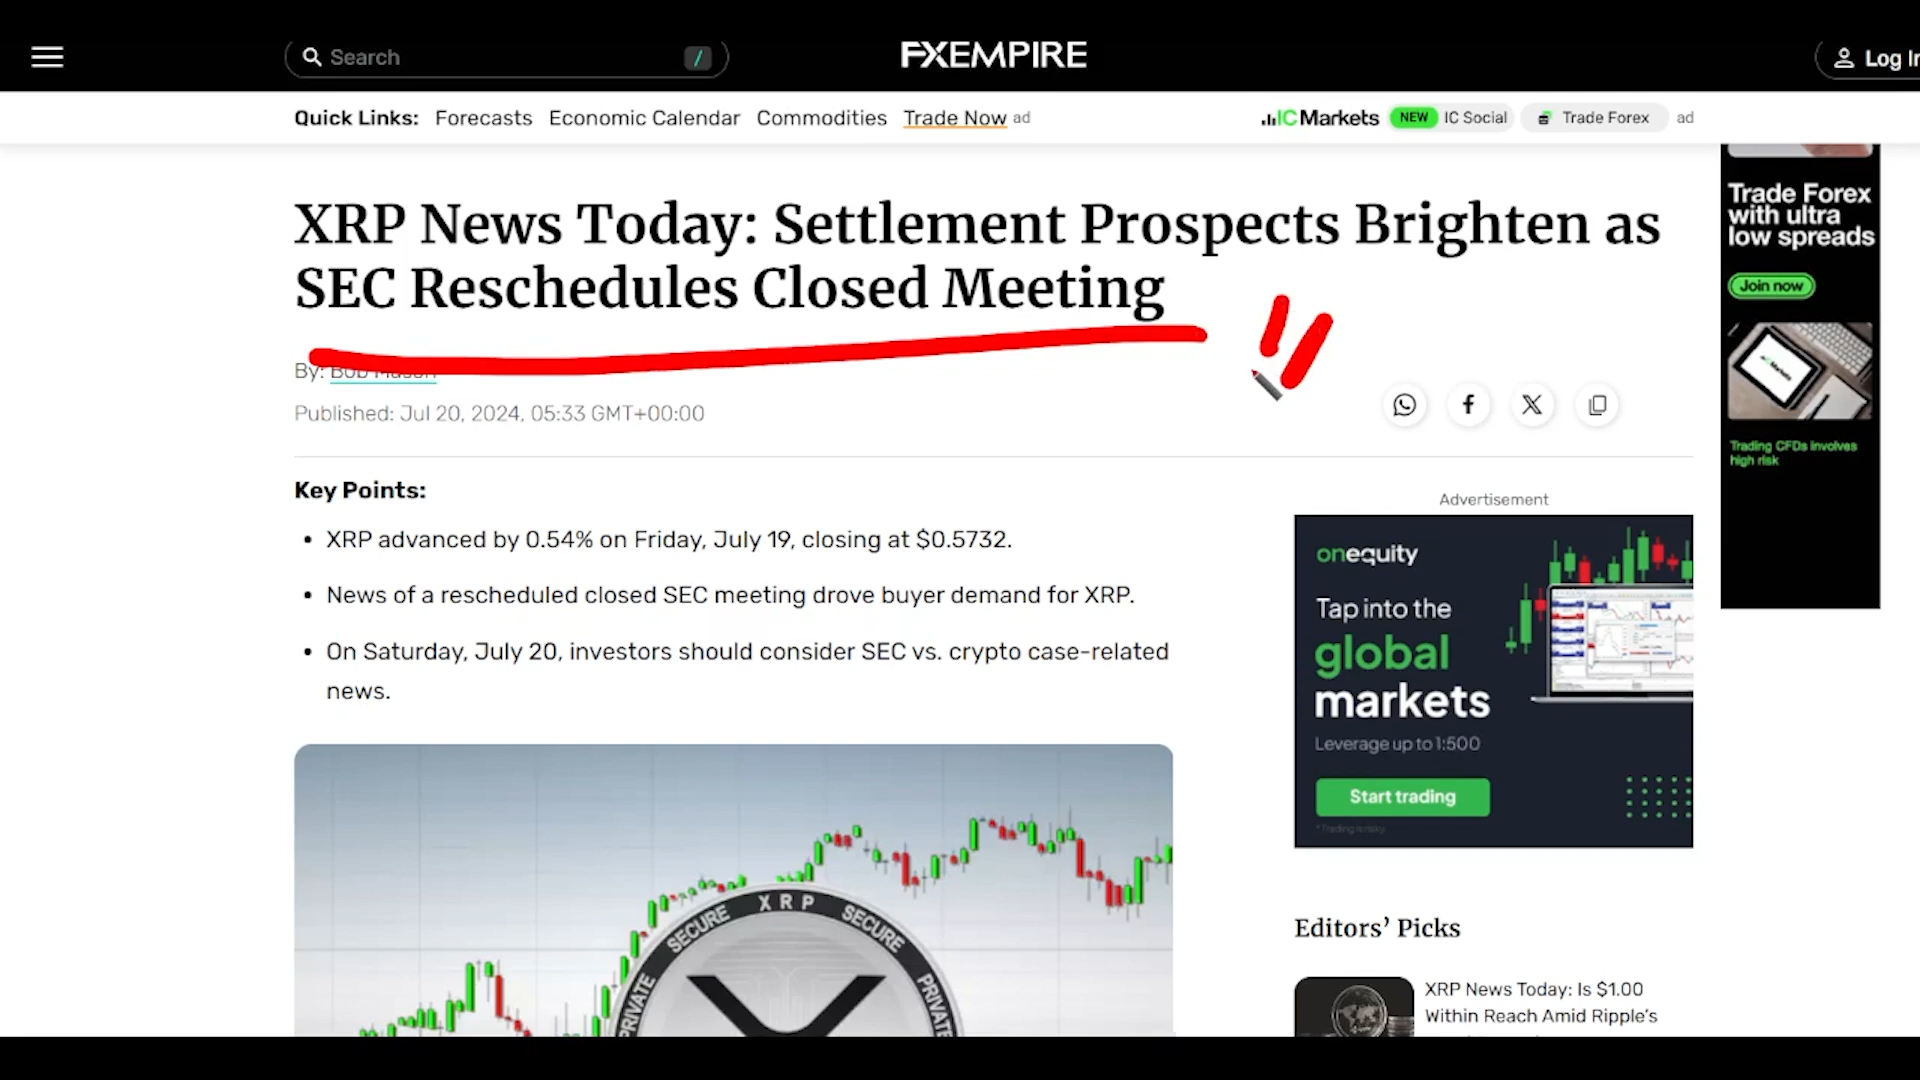 Search /
FXEMPIRE
Log In
Quick Links: Forecasts Economic Calendar Commodities Trade Now ad
IC Markets NEW IC Social Trade Forex ad
XRP News Today: Settlement Prospects Brighten as
SEC Reschedules Closed Meeting
By: Bob Mason
Published: Jul 20, 2024, 05:33 GMT+00:00
Key Points:
• XRP advanced by 0.54% on Friday, July 19, closing at $0.5732.
• News of a rescheduled closed SEC meeting drove buyer demand for XRP.
• On Saturday, July 20, investors should consider SEC vs. crypto case-related
news.
SECURE XRP SECURE
PRIVATE
PRIVATE
Trade Forex
with ultra
low spreads
Join now
Trading CFDs involves
high risk
Advertisement
onequity
Tap into the
global
markets
Leverage up to 1:500
Start trading
*Trading is risky
Editors’ Picks
XRP News Today: Is $1.00
Within Reach Amid Ripple’s